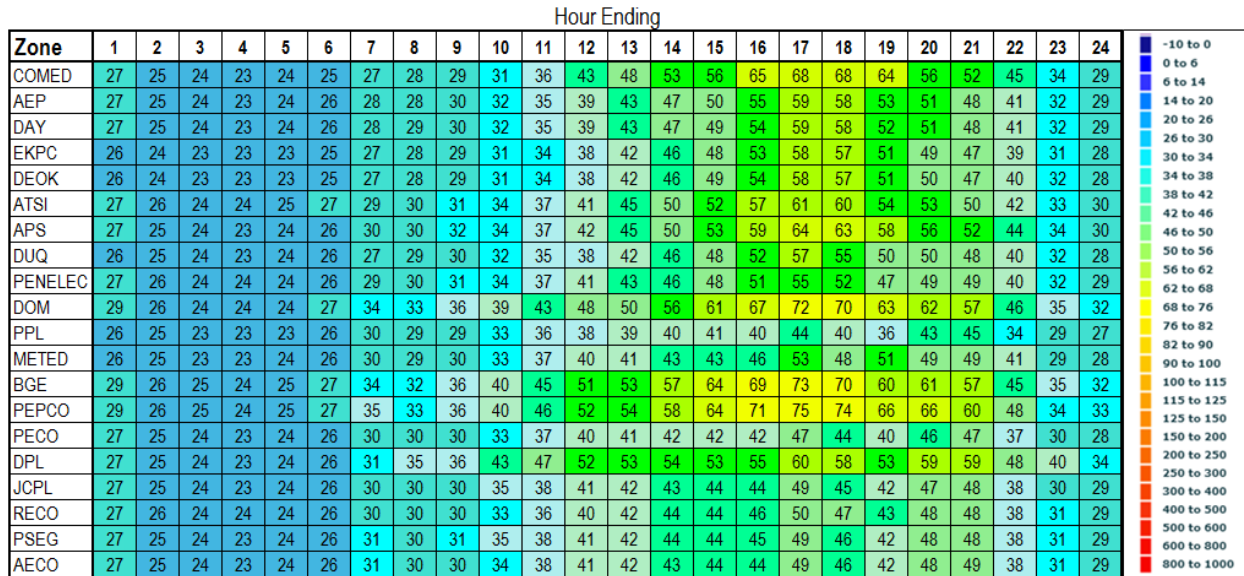 Hour Ending
Zone 1 2 3 4 5 6 7 8 9 10 11 12 13 14 15 16 17 18 19 20 21 22 23 24
COMED 27 25 24 23 24 25 27 28 29 31 36 43 48 53 56 65 68 68 64 56 52 45 34 29
AEP 27 25 24 23 24 26 28 28 30 32 35 39 43 47 50 55 59 58 53 51 48 41 32 29
DAY 27 25 24 23 24 26 28 29 30 32 35 39 43 47 49 54 59 58 52 51 48 41 32 29
EKPC 26 24 23 23 23 25 27 28 29 31 34 38 42 46 48 53 58 57 51 49 47 39 31 28
DEOK 26 24 23 23 23 25 27 28 29 31 34 38 42 46 49 54 58 57 51 50 47 40 32 28
ATSI 27 26 24 24 25 27 29 30 31 34 37 41 45 50 52 57 61 60 54 53 50 42 33 30
APS 27 25 24 23 24 26 30 30 32 34 37 42 45 50 53 59 64 63 58 56 52 44 34 30
DUQ 26 25 24 23 23 25 27 29 30 32 35 38 42 46 48 52 57 55 50 50 48 40 32 28
PENELEC 27 26 24 23 24 26 29 30 31 34 37 41 43 46 48 51 55 52 47 49 49 40 32 29
DOM 29 26 25 24 24 27 34 33 36 39 43 48 50 56 61 67 72 70 63 62 57 46 35 32
PPL 26 25 23 23 24 26 30 29 29 33 36 38 39 40 41 40 44 40 36 43 45 34 29 27
METED 26 25 23 23 24 26 30 29 30 33 37 40 41 43 43 46 53 48 51 49 49 41 29 28
BGE 29 26 25 24 25 27 34 32 36 40 45 51 53 57 64 69 73 70 60 61 57 45 35 32
PEPCO 29 26 25 24 25 27 35 33 36 40 46 52 54 58 64 71 75 74 66 66 60 48 34 33
PECO 27 25 24 23 24 26 30 30 30 33 37 40 41 42 42 42 47 44 40 46 47 37 30 28
DPL 27 25 24 23 24 26 31 35 36 43 47 52 53 54 53 55 60 58 53 59 59 48 40 34
JCPL 27 25 24 23 24 26 30 30 30 35 38 41 42 43 44 44 49 45 42 47 48 38 30 29
RECO 27 26 24 24 24 26 30 30 30 33 36 40 42 44 44 46 50 47 43 48 48 38 31 29
PSEG 27 25 24 23 24 26 31 30 31 35 38 41 42 44 44 45 49 46 42 48 48 38 31 29
AECO 27 25 24 23 24 26 31 30 30 34 38 41 42 43 44 44 49 46 42 48 49 38 31 29
-10 to 0
0 to 6
6 to 14
14 to 20
20 to 26
26 to 30
30 to 34
34 to 38
38 to 42
42 to 46
46 to 50
50 to 56
56 to 62
62 to 68
68 to 76
76 to 82
82 to 90
90 to 100
100 to 115
115 to 125
125 to 150
150 to 200
200 to 250
250 to 300
300 to 400
400 to 500
500 to 600
600 to 800
800 to 1000